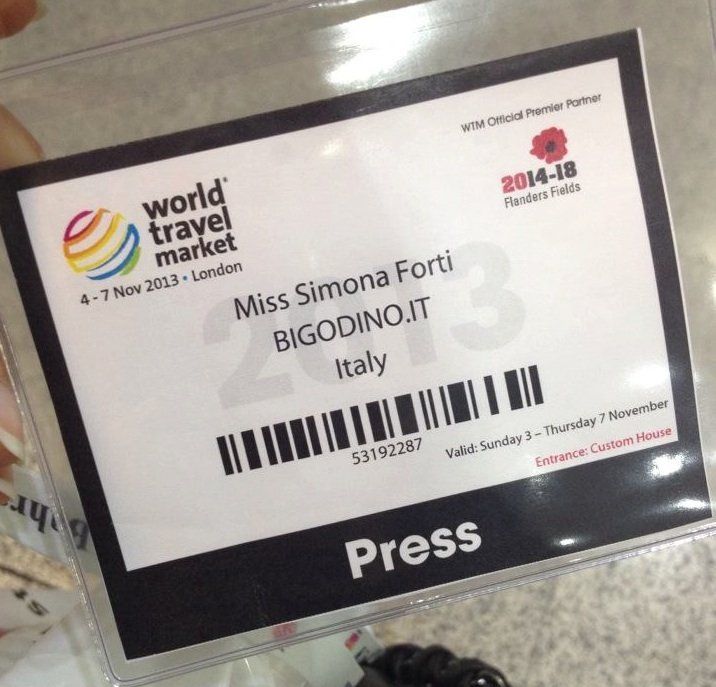 WTM Official Premier Partner
world
travel
market
4 - 7 Nov 2013 • London
2014-18
Flanders Fields
2013
Miss Simona Forti
BIGODINO.IT
Italy
53192287
Valid: Sunday 3 – Thursday 7 November
Entrance: Custom House
Press